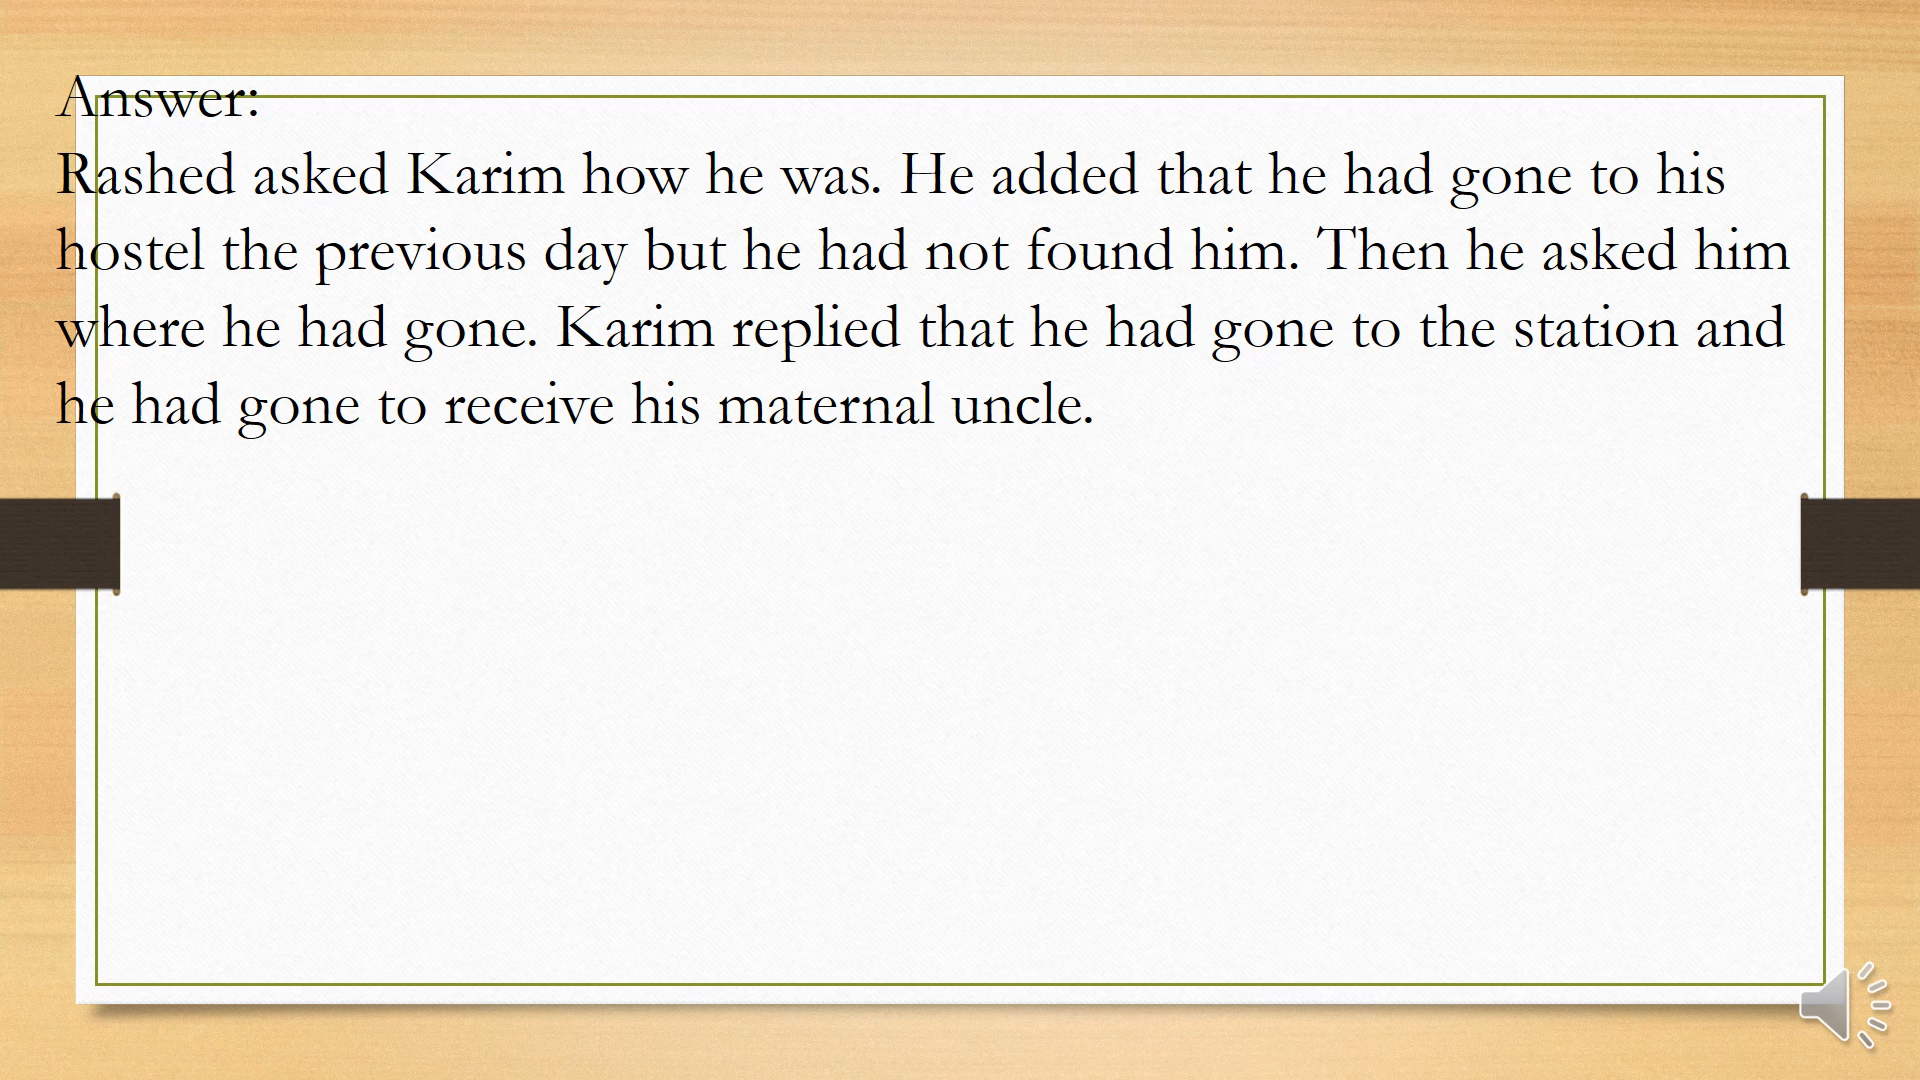 Answer:
Rashed asked Karim how he was. He added that he had gone to his
hostel the previous day but he had not found him. Then he asked him
where he had gone. Karim replied that he had gone to the station and
he had gone to receive his maternal uncle.